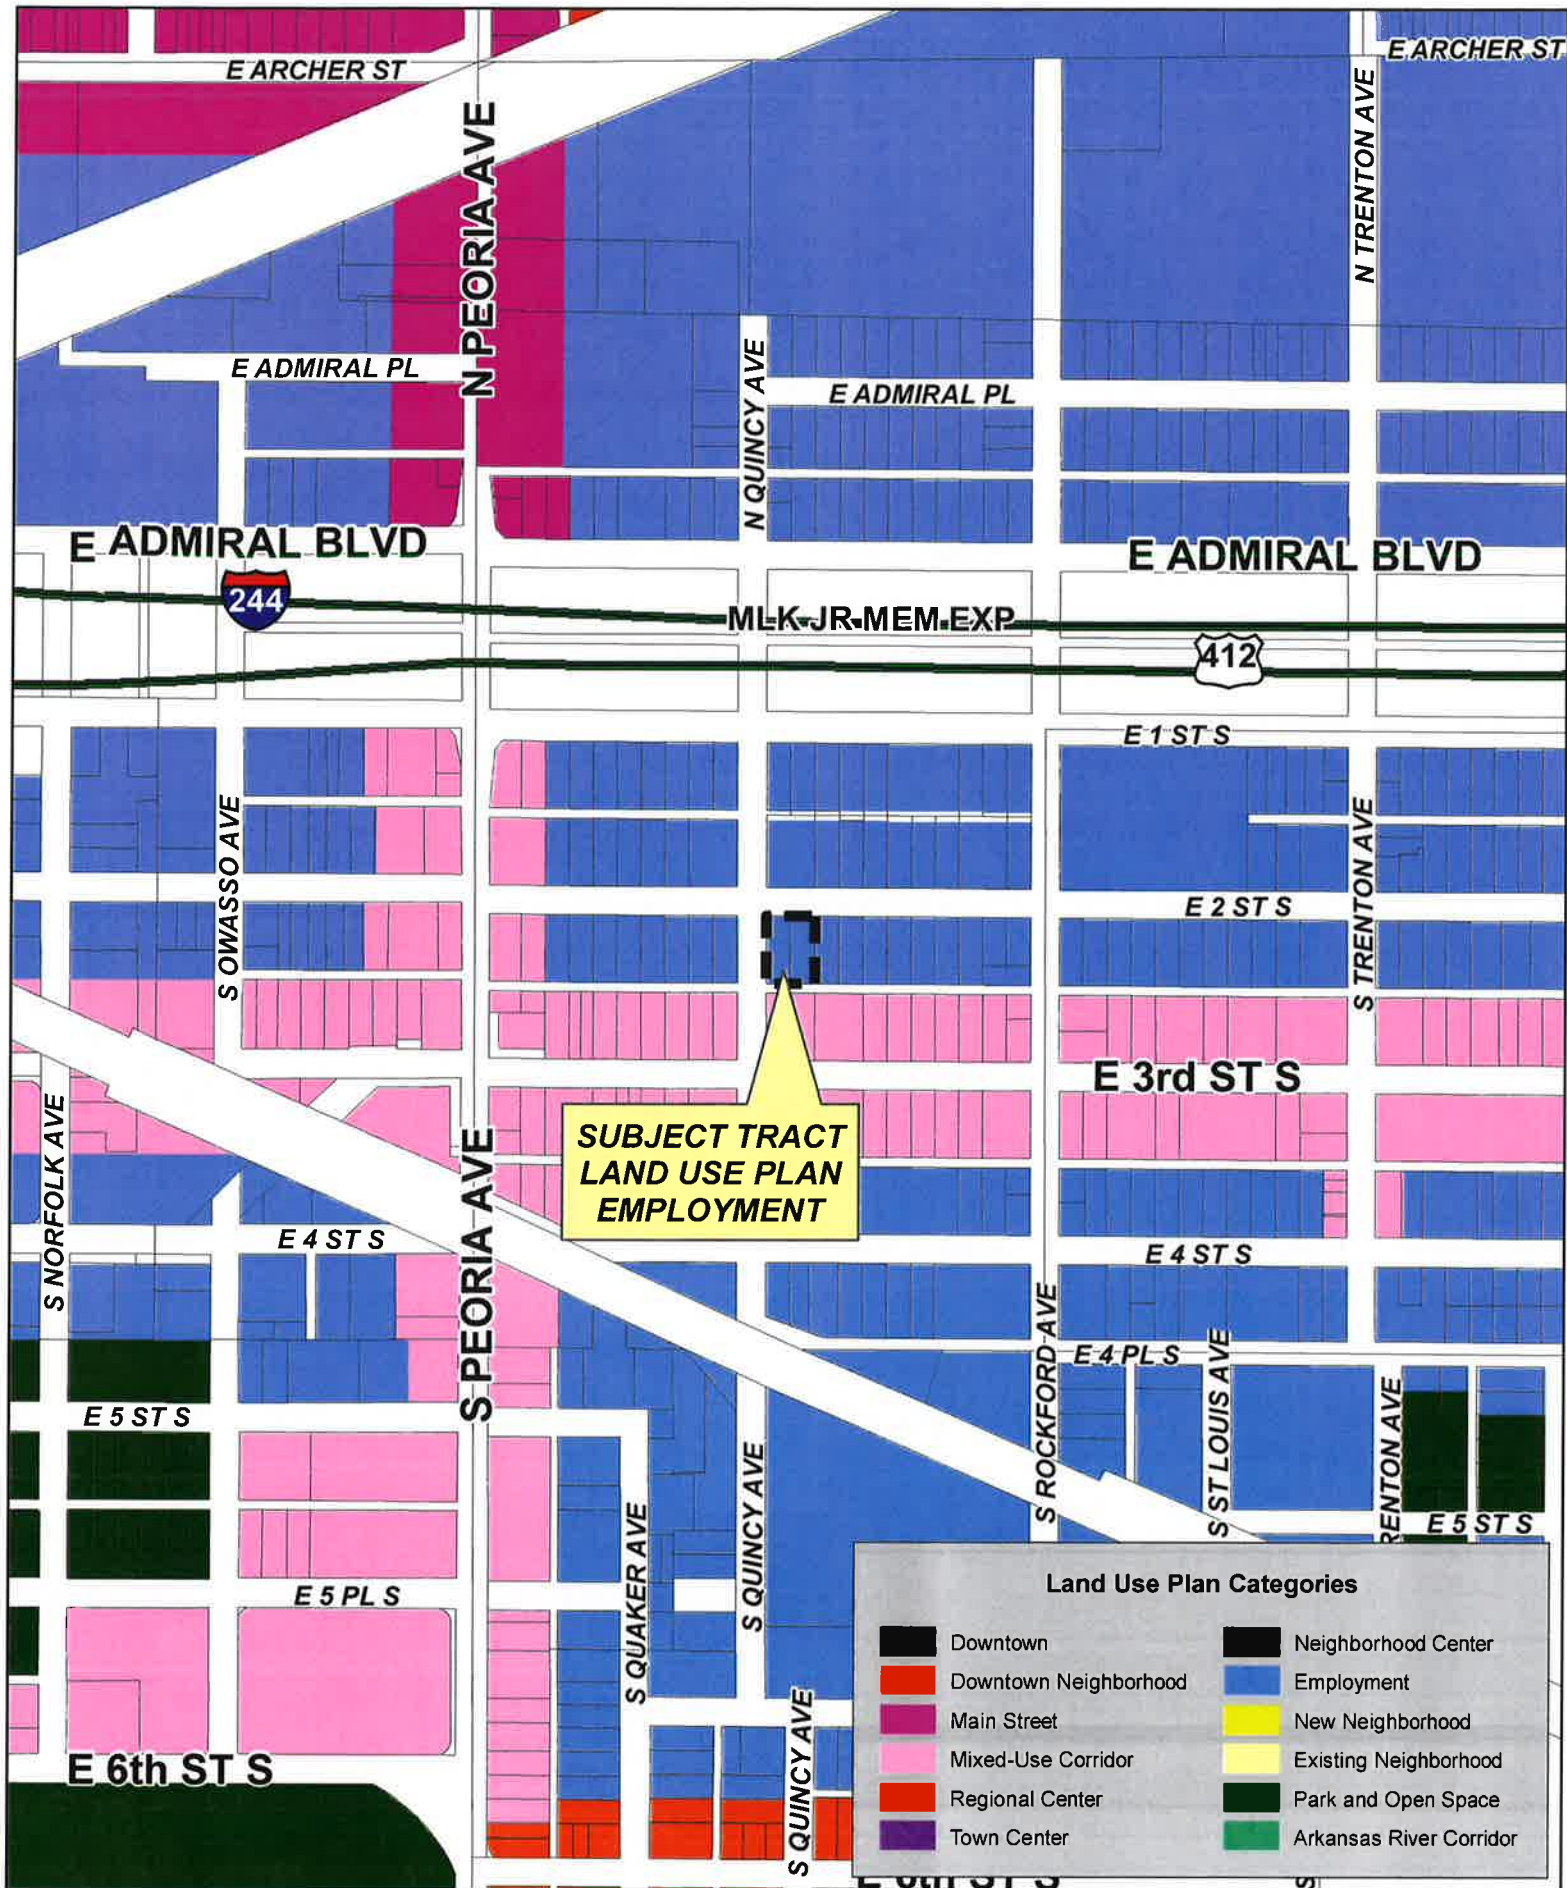 E ARCHER ST
E ARCHER ST
N PEORIA AVE
N TRENTON AVE
E ADMIRAL PL
N QUINCY AVE
E ADMIRAL PL
E ADMIRAL BLVD
E ADMIRAL BLVD
244
MLK JR MEM EXP
412
E 1 ST S
S OWASSO AVE
S TRENTON AVE
E 2 ST S
E 3rd ST S
SUBJECT TRACT
LAND USE PLAN
EMPLOYMENT
S NORFOLK AVE
S PEORIA AVE
E 4 ST S
E 4 ST S
S ROCKFORD AVE
E 4 PL S
S ST LOUIS AVE
RENTON AVE
E 5 ST S
S QUINCY AVE
E 5 ST S
S QUAKER AVE
E 5 PL S
Land Use Plan Categories
Downtown
Neighborhood Center
Downtown Neighborhood
Employment
Main Street
New Neighborhood
Mixed-Use Corridor
Existing Neighborhood
Regional Center
Park and Open Space
Town Center
Arkansas River Corridor
S QUINCY AVE
E 6th ST S
E 6th ST S
S